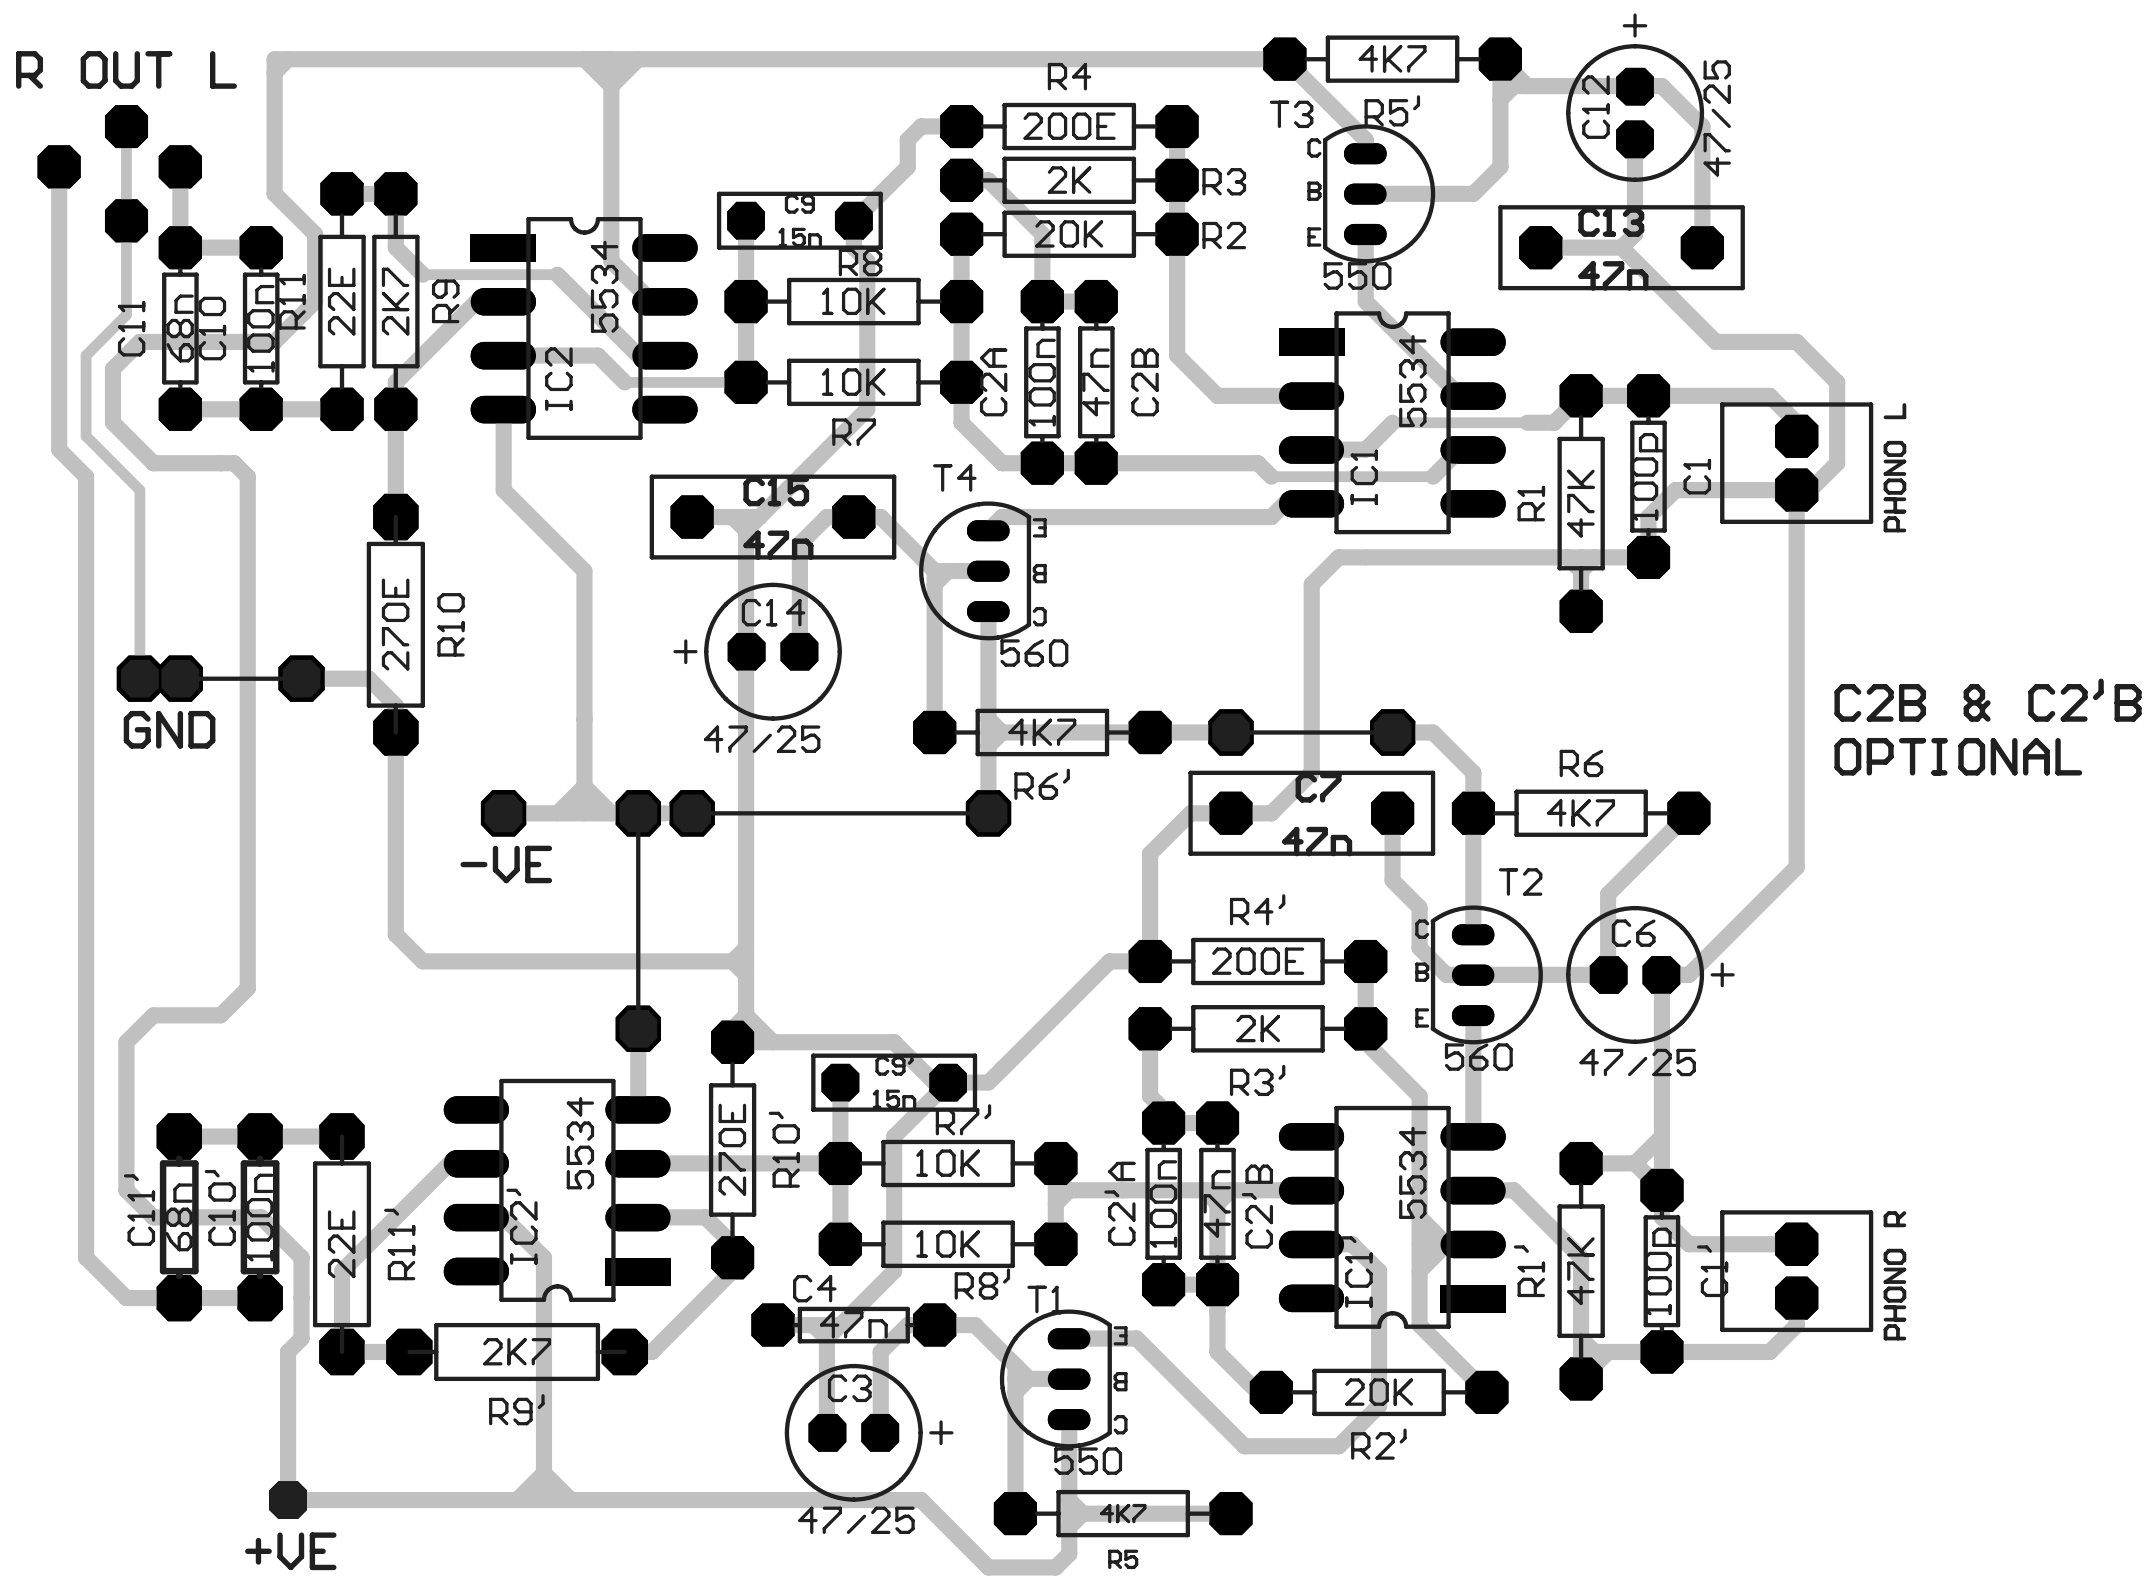 R OUT L
+
4K7
47/25
R4
C12
R5'
T3
200E
C
B
E
550
2K
R3
20K
R2
C13
47n
C9
15n
R8
10K
10K
R7
C11
68n
C10
100n
R11
22E
2K7
R9
5534
IC2
C2A
100n
47n
C2B
5534
IC1
R1
47K
100p
C1
PHONO L
C15
47n
T4
E
B
C
560
270E
R10
C14
+
47/25
GND
4K7
R6'
C2B & C2'B
OPTIONAL
-VE
C7
47n
R6
4K7
T2
C
B
E
560
C6
+
47/25
R4'
200E
2K
R3'
C9'
15n
R7'
10K
10K
R8'
270E
R10'
5534
IC2'
C11'
68n
C10'
100n
22E
R11'
2K7
R9'
C2'A
100n
47n
C2'B
5534
IC1'
R1'
47K
100p
C1'
PHONO R
C4
47n
T1
E
B
C
550
C3
+
47/25
20K
R2'
4K7
R5
+VE